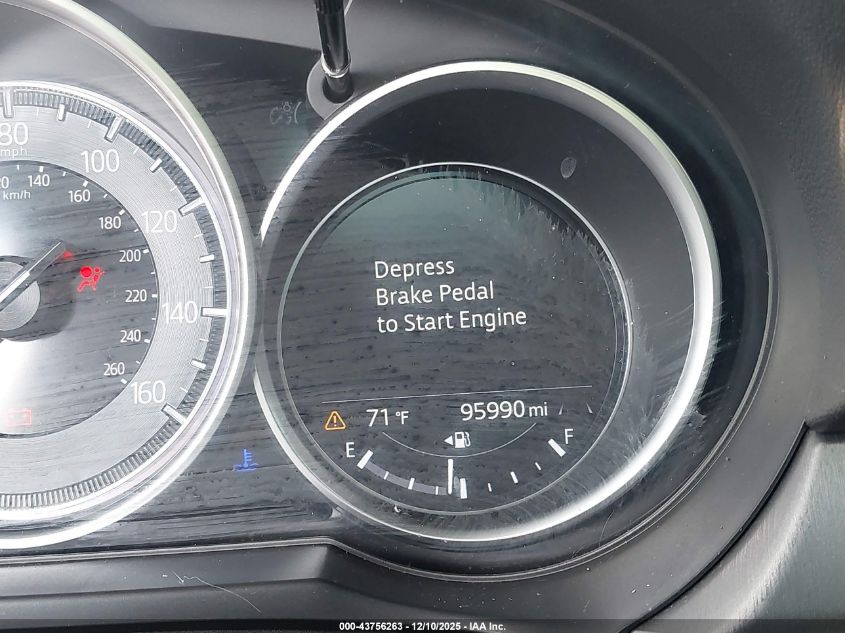 80
mph
100
120
140
160
120
140
km/h
160
180
200
220
240
260
Depress
Brake Pedal
to Start Engine
71 °F
95990 mi
E
F
000-43756263 - 12/10/2025 - IAA Inc.